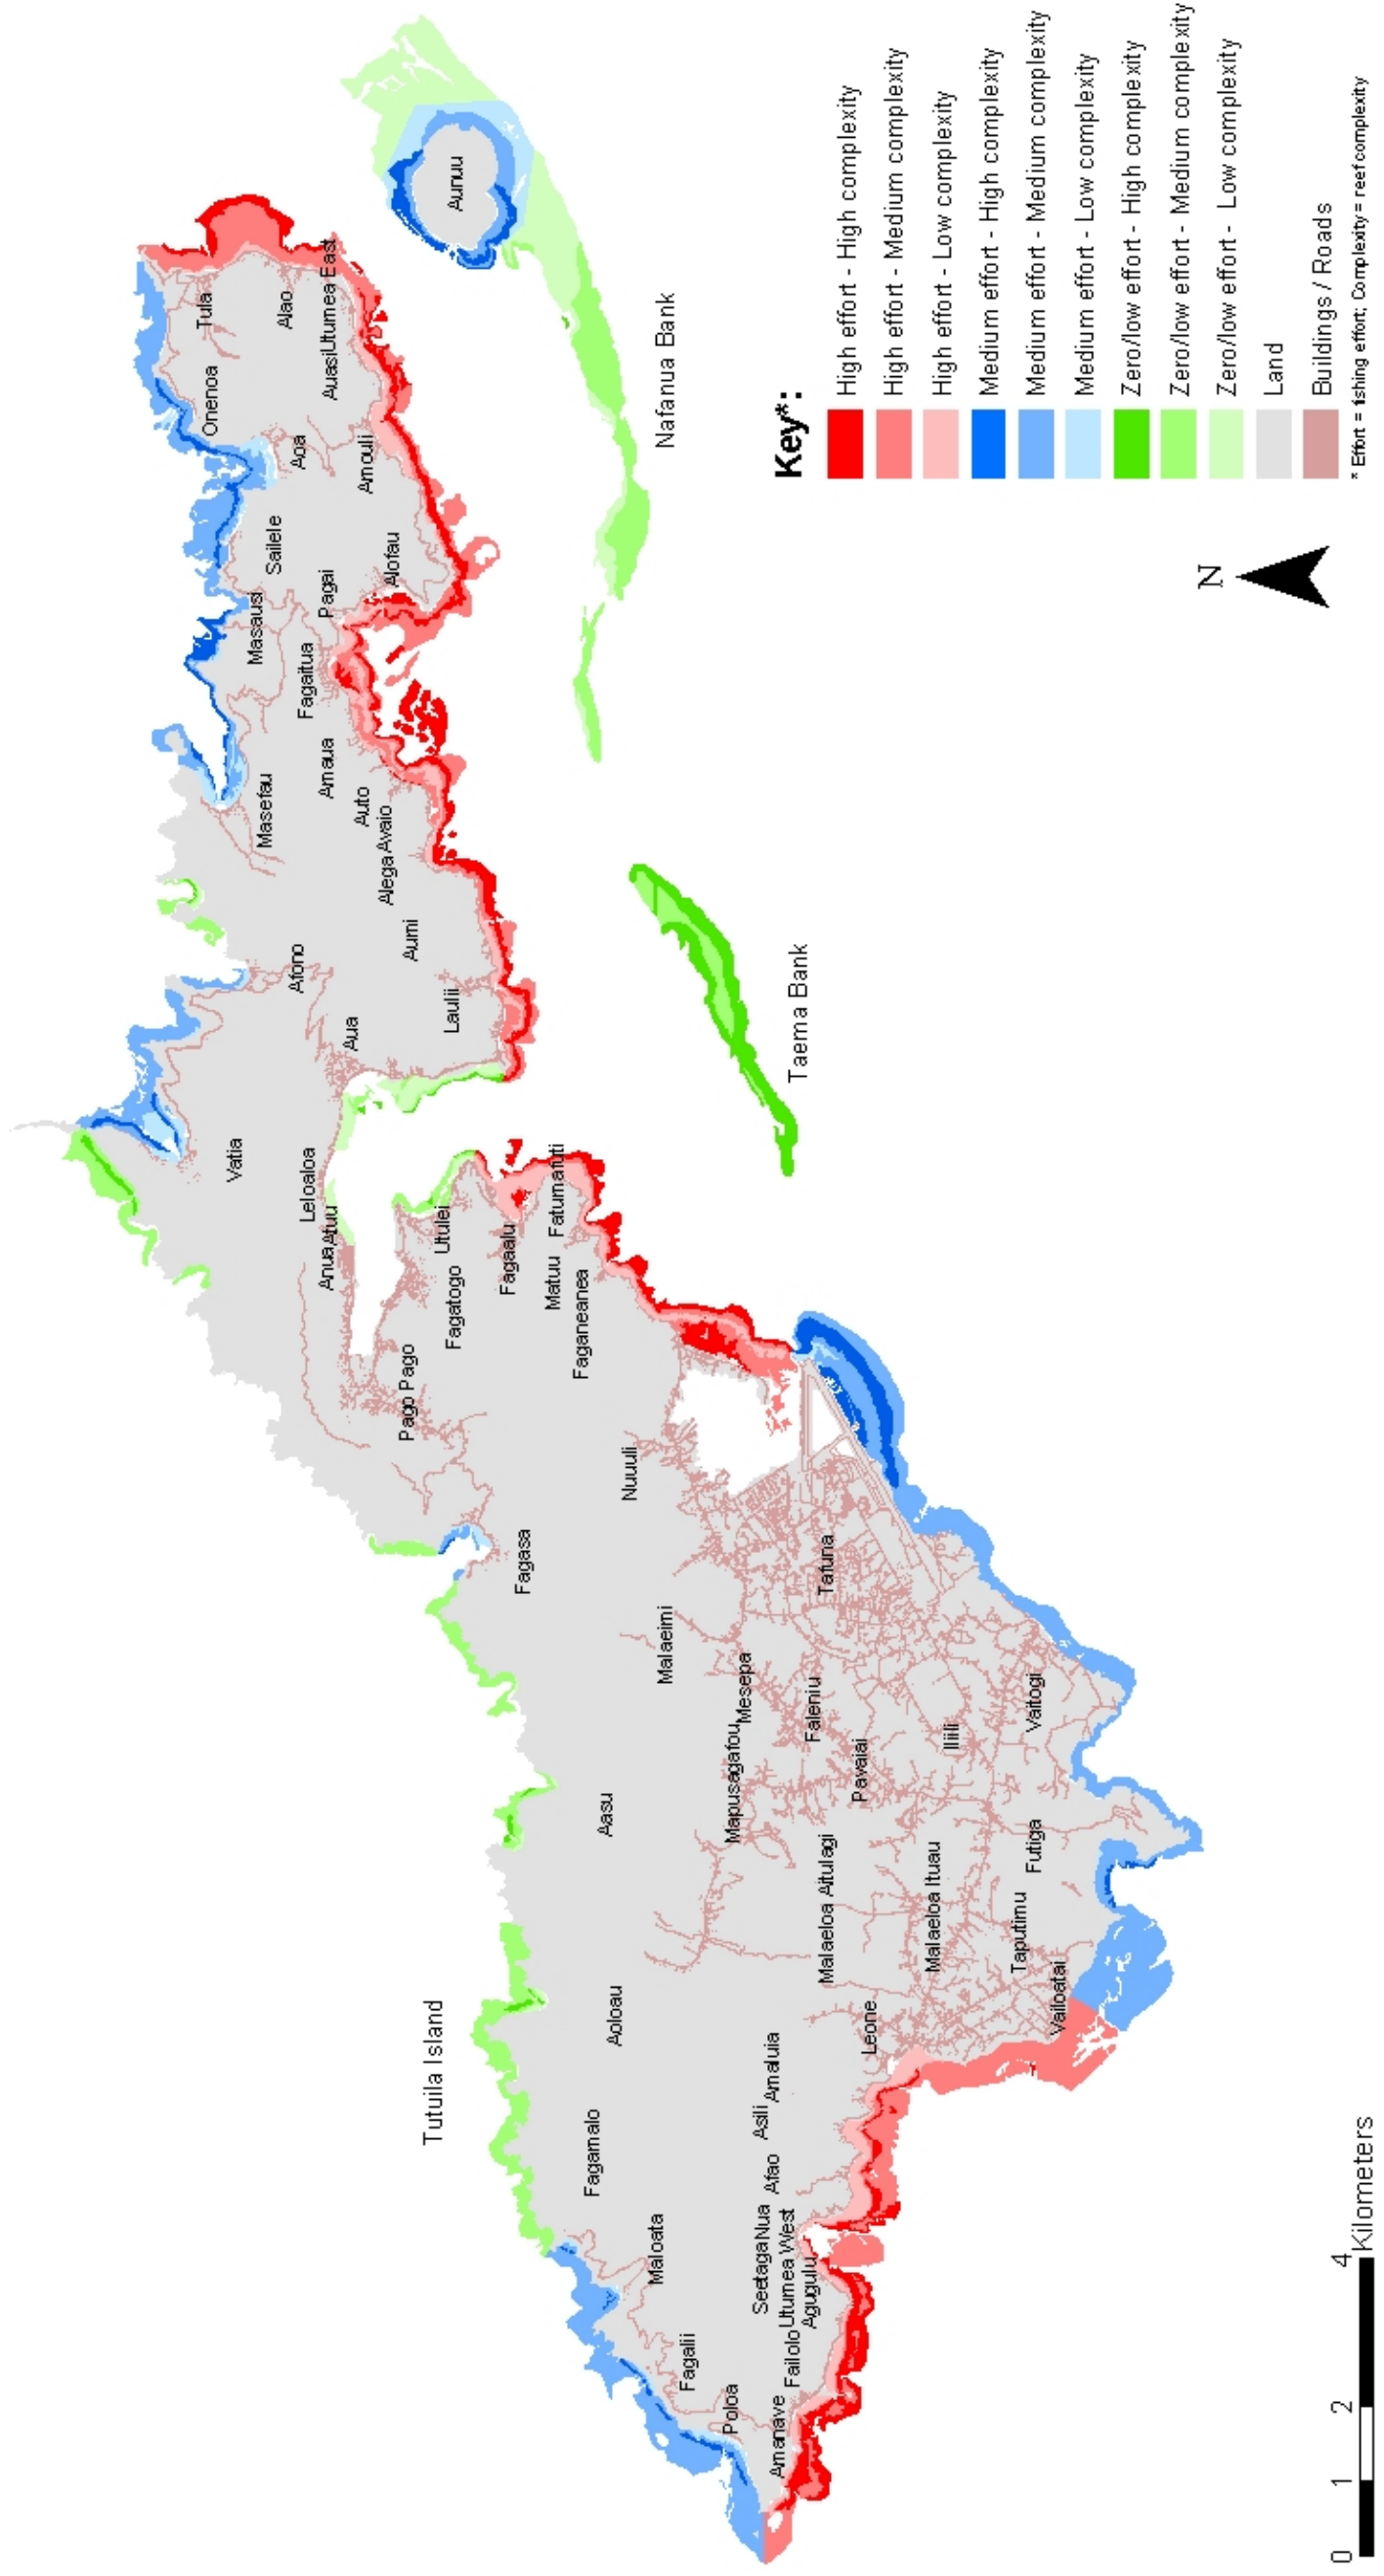 Tutuila Island
Tula
Onenoa
Alao
Auasi
Utumea East
Aoa
Amouli
Aunuu
Sailele
Masausi
Pagai
Alofau
Fagaitua
Masefau
Amaua
Auto
Avaio
Alega
Aumi
Afono
Aua
Laulii
Vatia
Leloaloa
Atuu
Anua
Utulei
Fagatogo
Pago Pago
Fagaalu
Fatumafuti
Matuu
Faganeanea
Nuuuli
Fagasa
Tafuna
Malaeimi
Mesepa
Faleniu
Mapusagafou
Pavaiai
Iliili
Vaitogi
Aasu
Futiga
Malaeloa Aitulagi
Malaeloa Ituau
Taputimu
Vailoatai
Leone
Aoloau
Amaluia
Asili
Afao
Nua
Seetaga
Fagamalo
Maloata
Utumea West
Agugulu
Failolo
Fagalii
Poloa
Amanave
Nafanua Bank
Taema Bank
N
Key*:
High effort - High complexity
High effort - Medium complexity
High effort - Low complexity
Medium effort - High complexity
Medium effort - Medium complexity
Medium effort - Low complexity
Zero/low effort - High complexity
Zero/low effort - Medium complexity
Zero/low effort - Low complexity
Land
Buildings / Roads
* Effort = fishing effort; Complexity = reef complexity
0 1 2 4
Kilometers